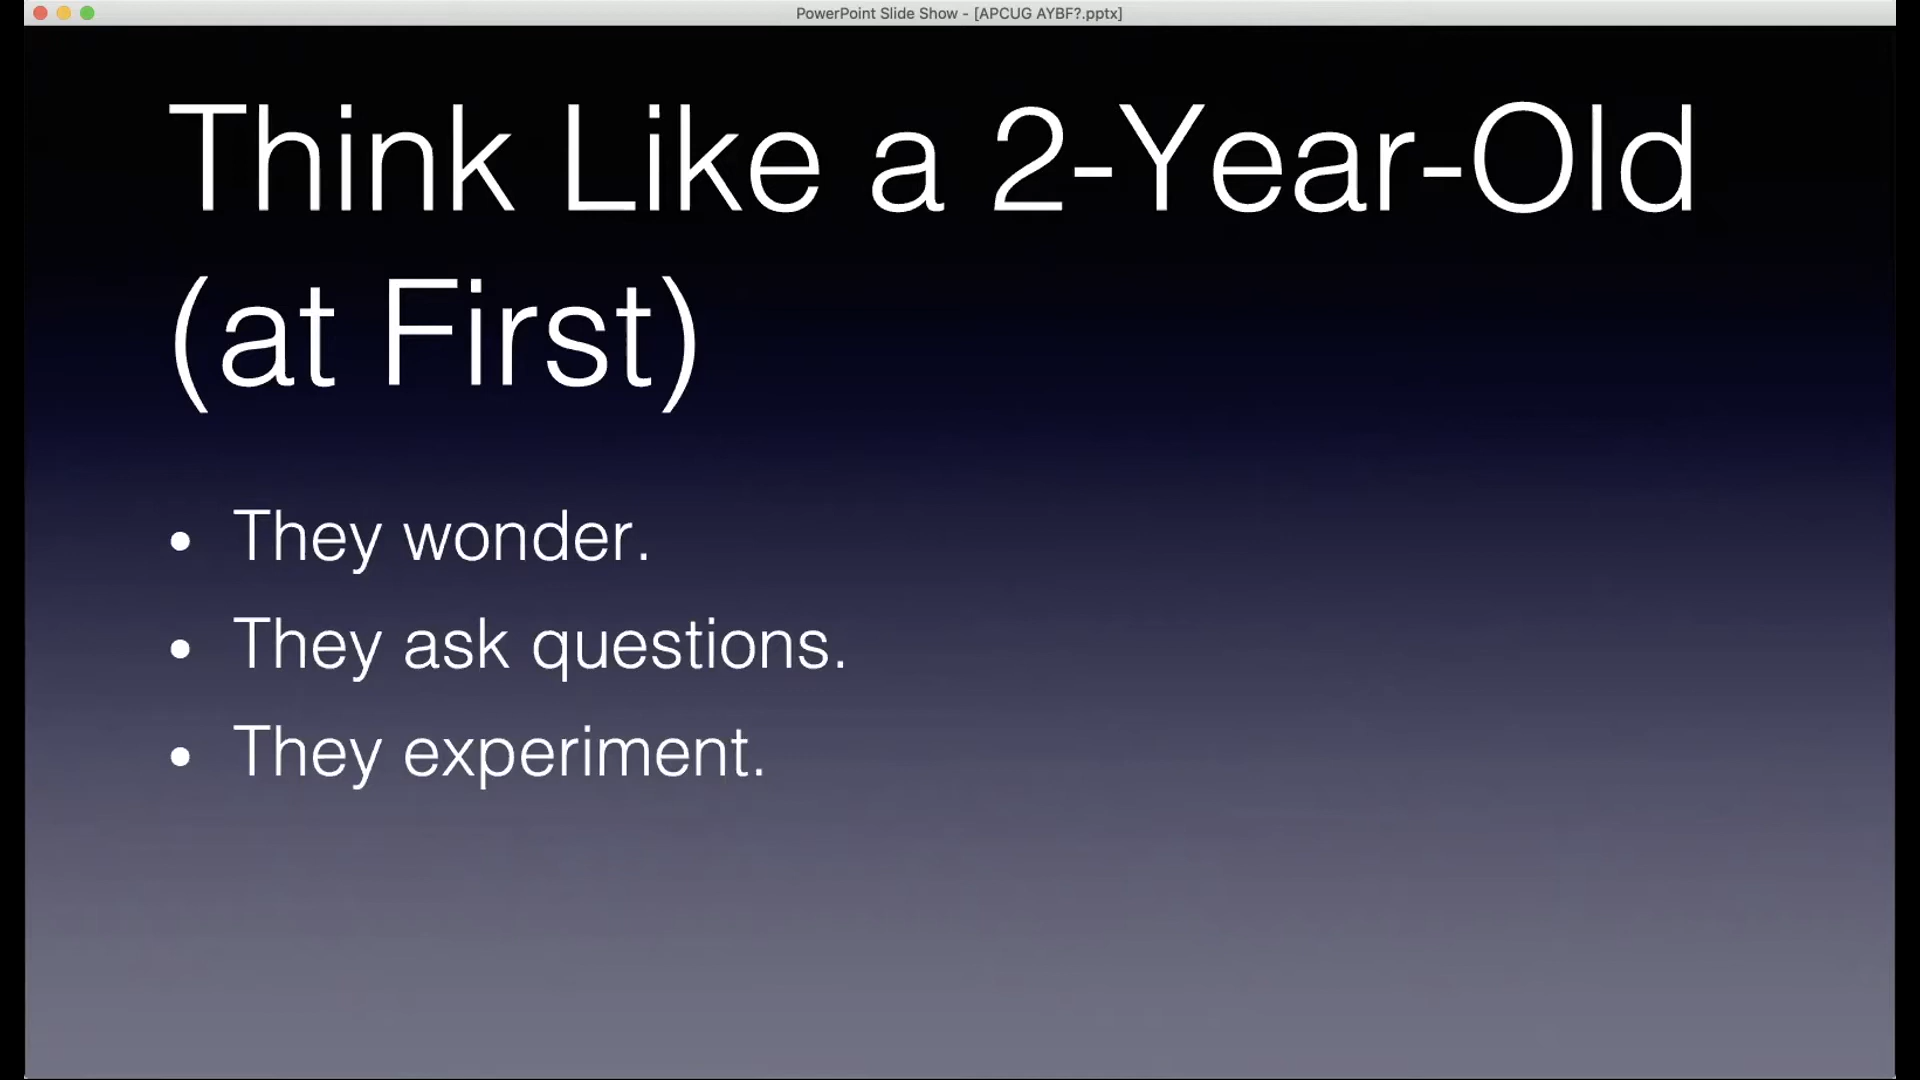 PowerPoint Slide Show - [APCUG AYBF?.pptx]
Think Like a 2-Year-Old
(at First)
• They wonder.
• They ask questions.
• They experiment.